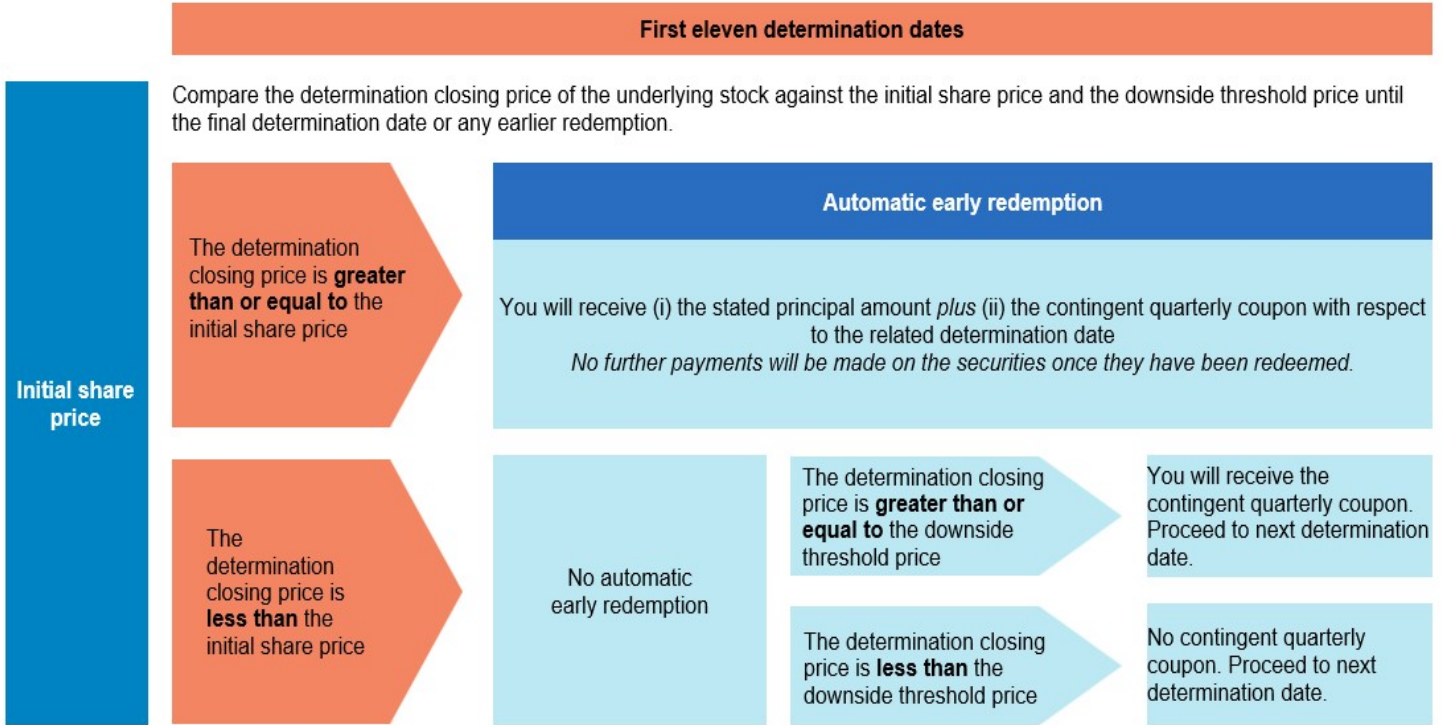 First eleven determination dates
Compare the determination closing price of the underlying stock against the initial share price and the downside threshold price until
the final determination date or any earlier redemption.
Initial share
price
The determination
closing price is greater
than or equal to the
initial share price
Automatic early redemption
You will receive (i) the stated principal amount plus (ii) the contingent quarterly coupon with respect
to the related determination date
No further payments will be made on the securities once they have been redeemed.
The
determination
closing price is
less than the
initial share price
No automatic
early redemption
The determination closing
price is greater than or
equal to the downside
threshold price
You will receive the
contingent quarterly coupon.
Proceed to next determination
date.
The determination closing
price is less than the
downside threshold price
No contingent quarterly
coupon. Proceed to next
determination date.